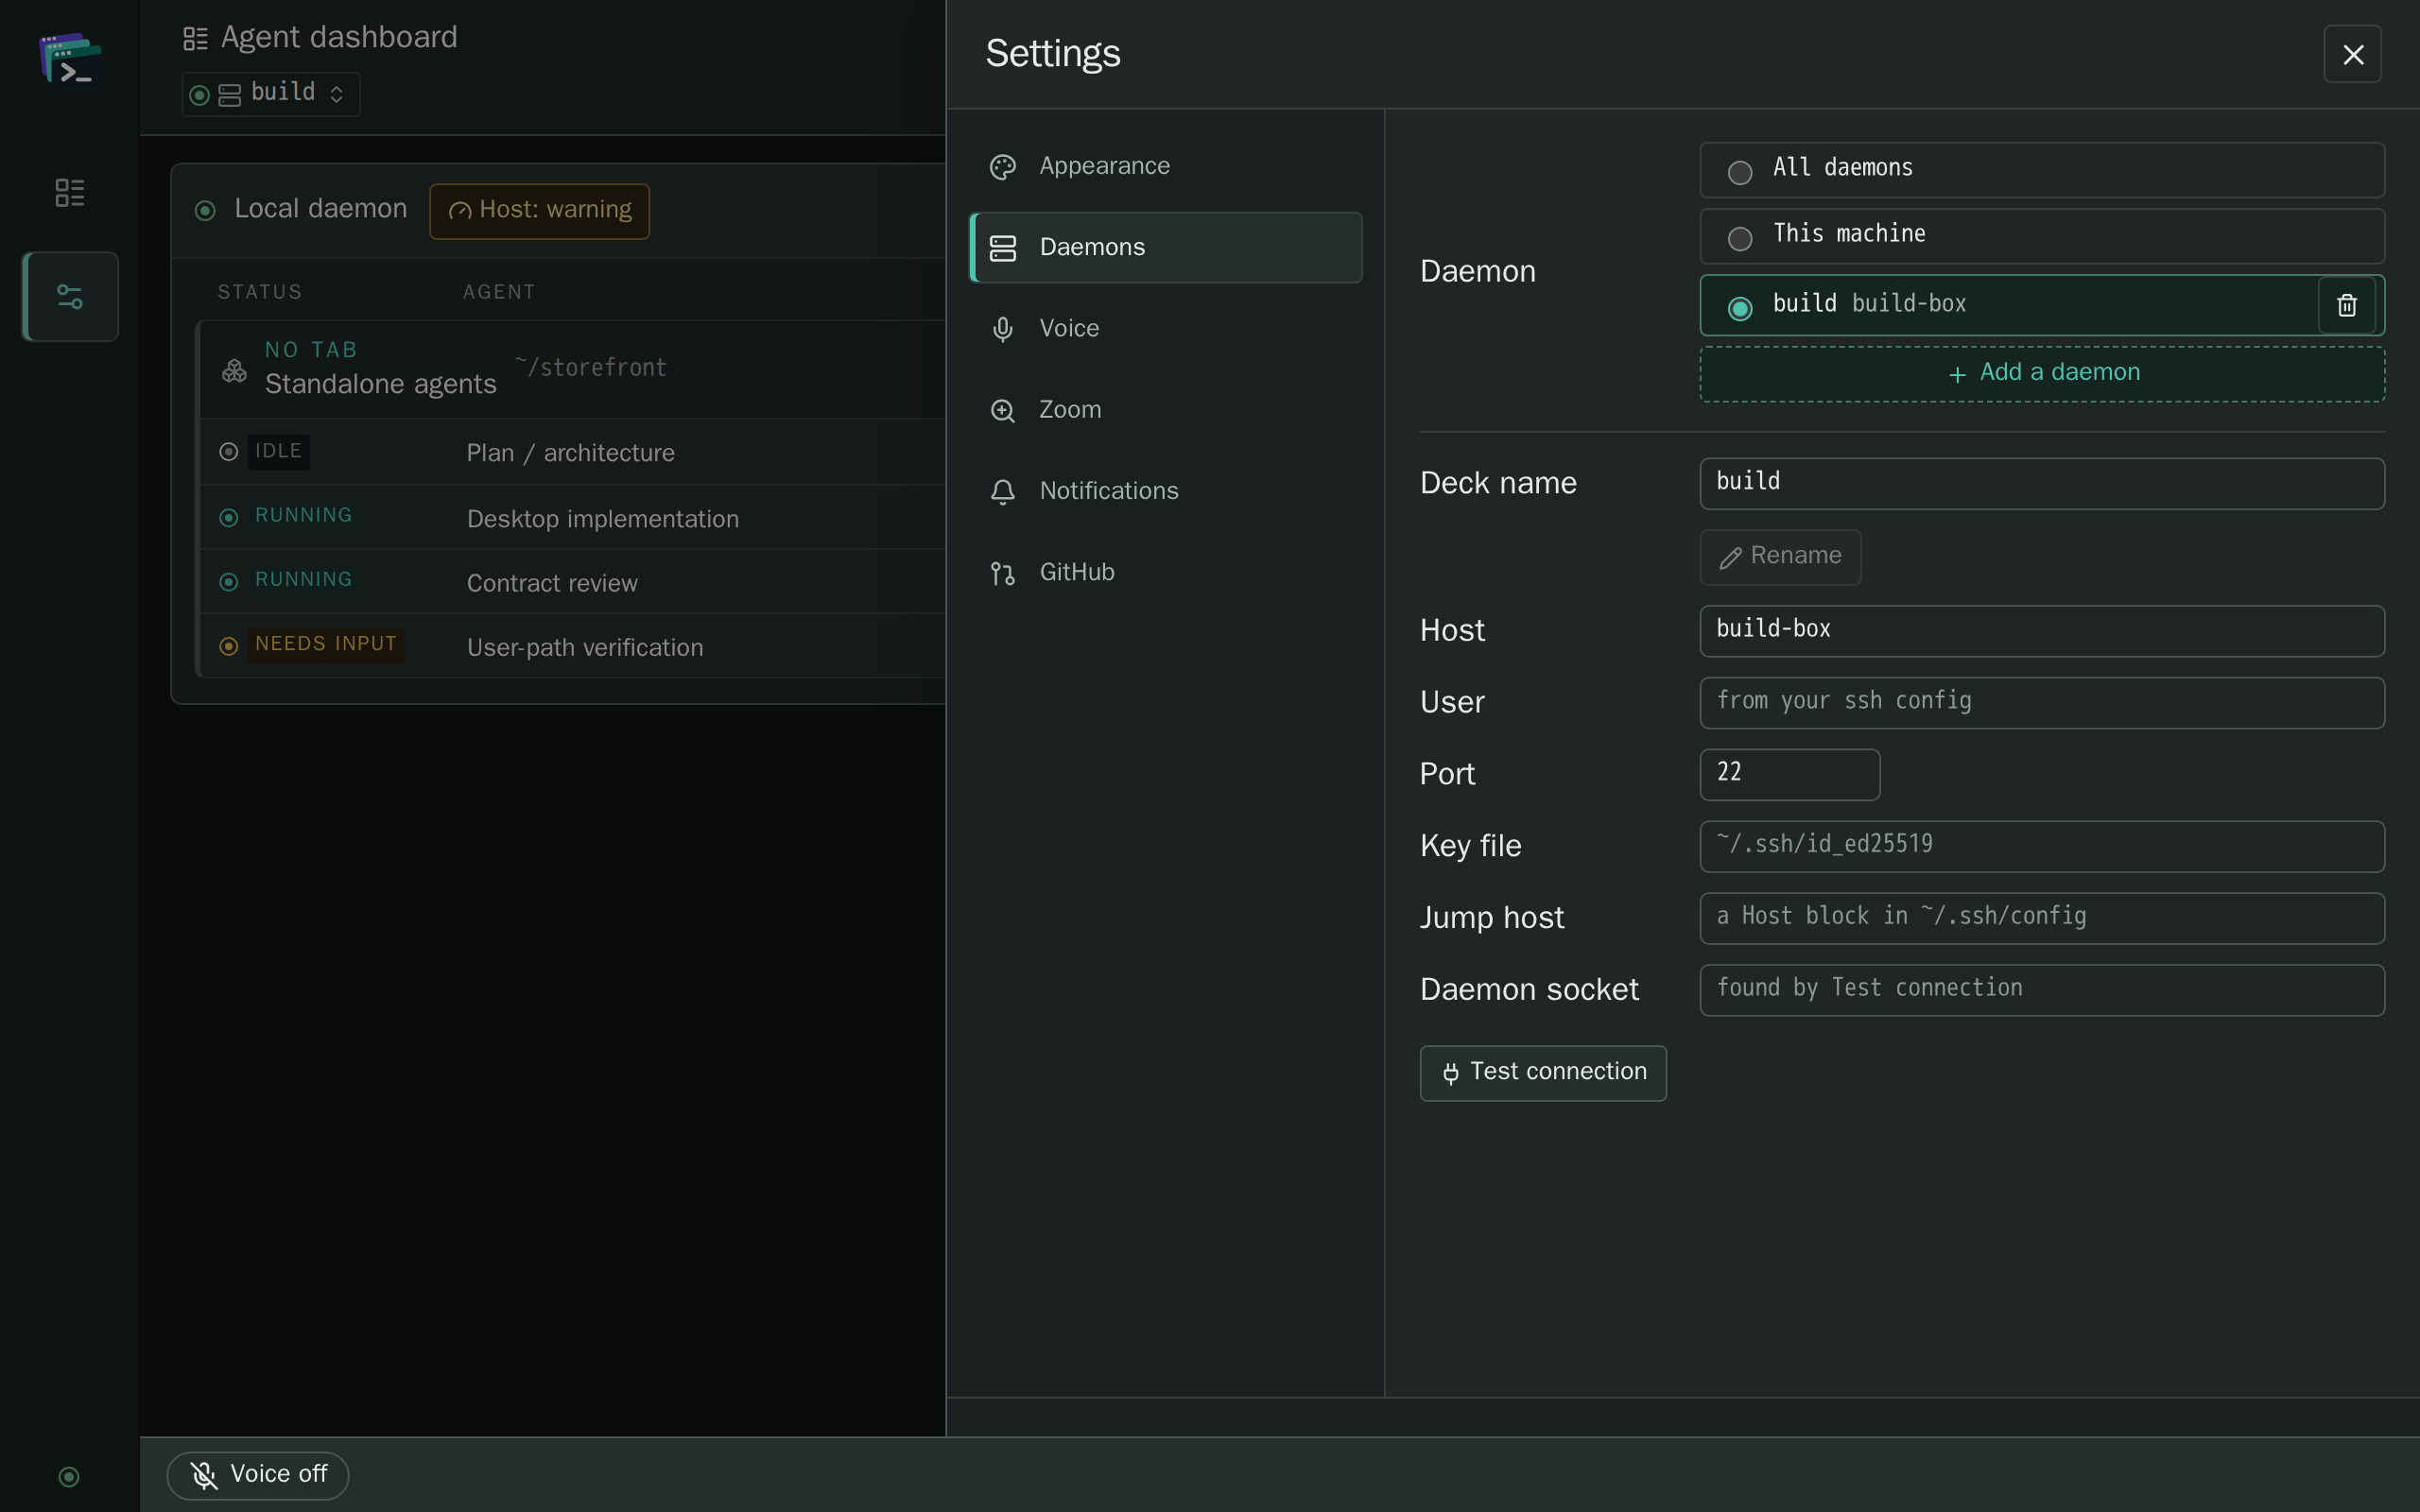 Agent dashboard
build
Local daemon
Host: warning
STATUS
AGENT
NO TAB
Standalone agents
~/storefront
IDLE
Plan / architecture
RUNNING
Desktop implementation
RUNNING
Contract review
NEEDS INPUT
User-path verification
Voice off
Settings
Appearance
Daemons
Voice
Zoom
Notifications
GitHub
Daemon
All daemons
This machine
build build-box
+ Add a daemon
Deck name
build
Rename
Host
build-box
User
from your ssh config
Port
22
Key file
~/.ssh/id_ed25519
Jump host
a Host block in ~/.ssh/config
Daemon socket
found by Test connection
Test connection